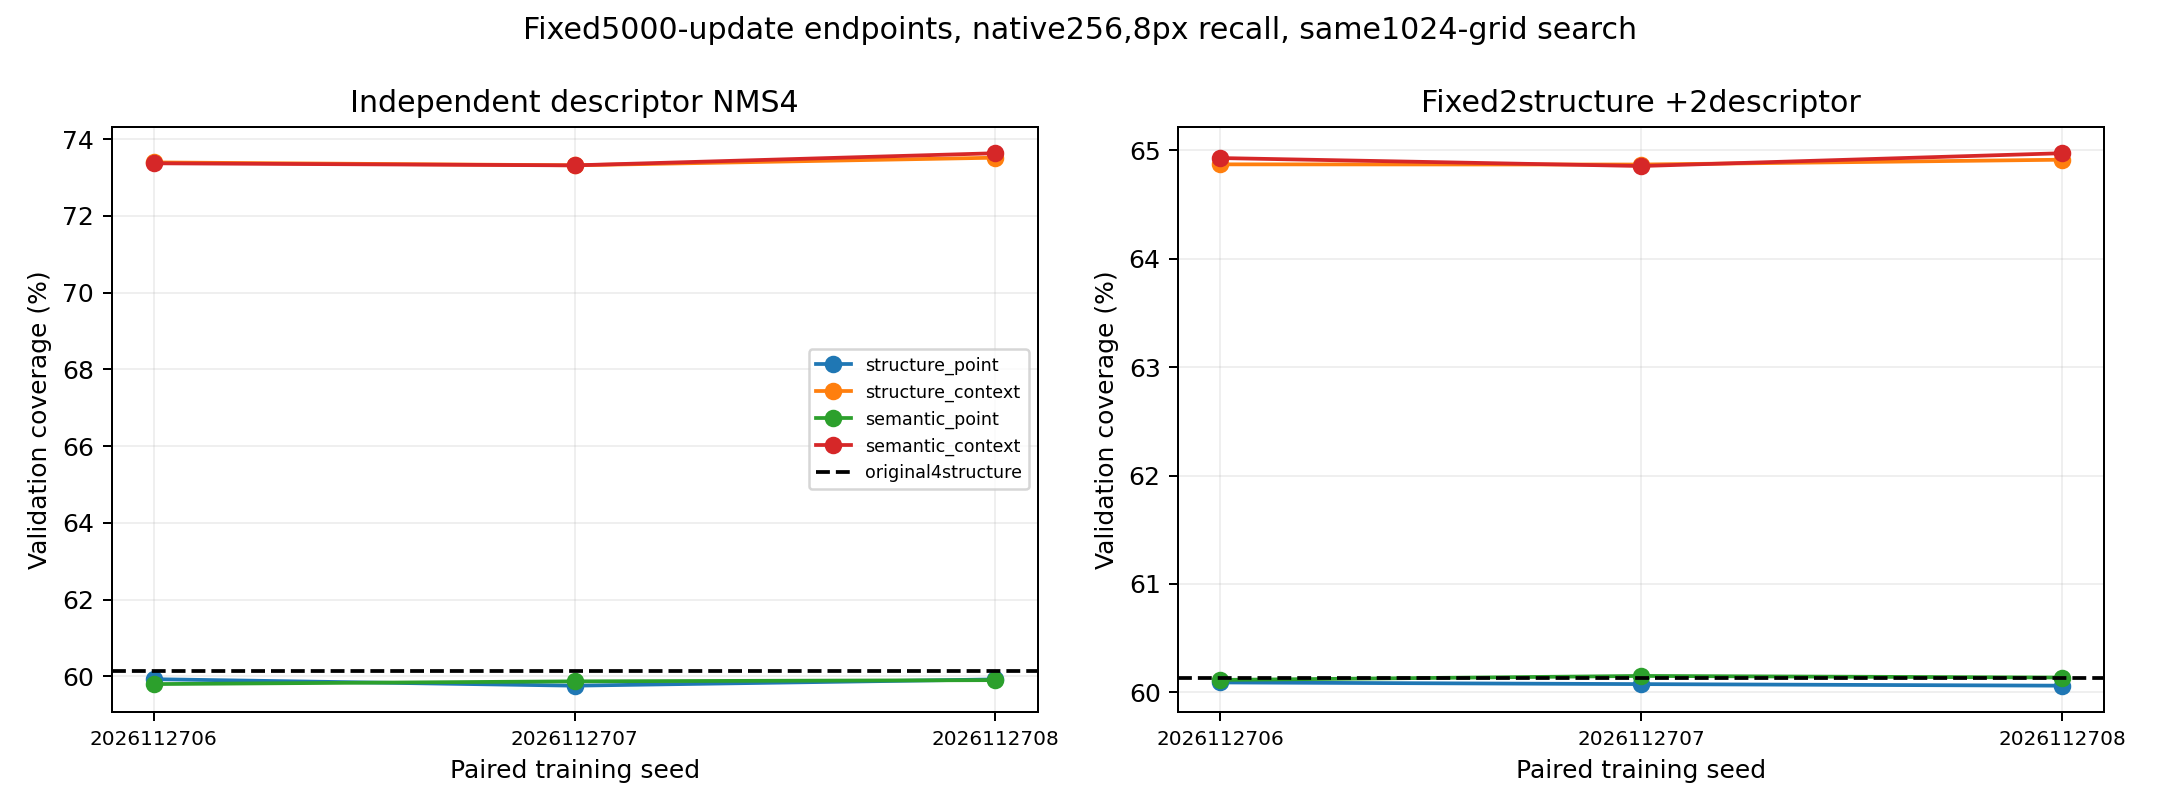 Fixed5000-update endpoints, native256,8px recall, same1024-grid search
Independent descriptor NMS4
Validation coverage (%)
74
72
70
68
66
64
62
60
structure_point
structure_context
semantic_point
semantic_context
original4structure
2026112706
2026112707
2026112708
Paired training seed
Fixed2structure +2descriptor
Validation coverage (%)
65
64
63
62
61
60
2026112706
2026112707
2026112708
Paired training seed